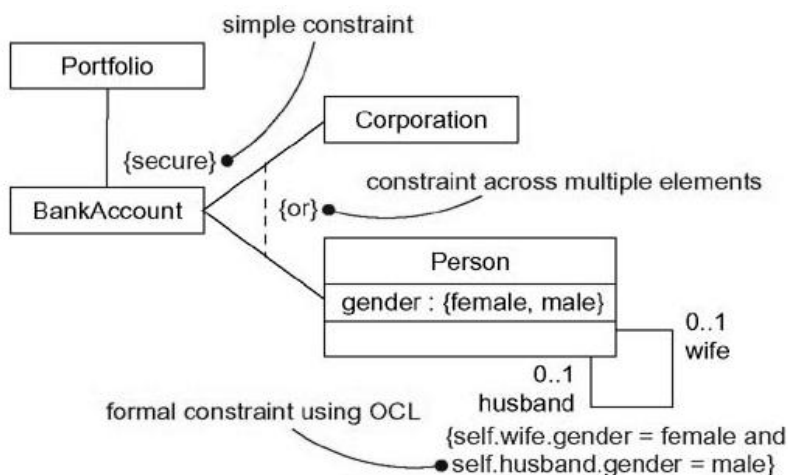 simple constraint
Portfolio
Corporation
{secure}
constraint across multiple elements
BankAccount
{or}
Person
gender : {female, male}
0..1
wife
0..1
husband
formal constraint using OCL
{self.wife.gender = female and
self.husband.gender = male}